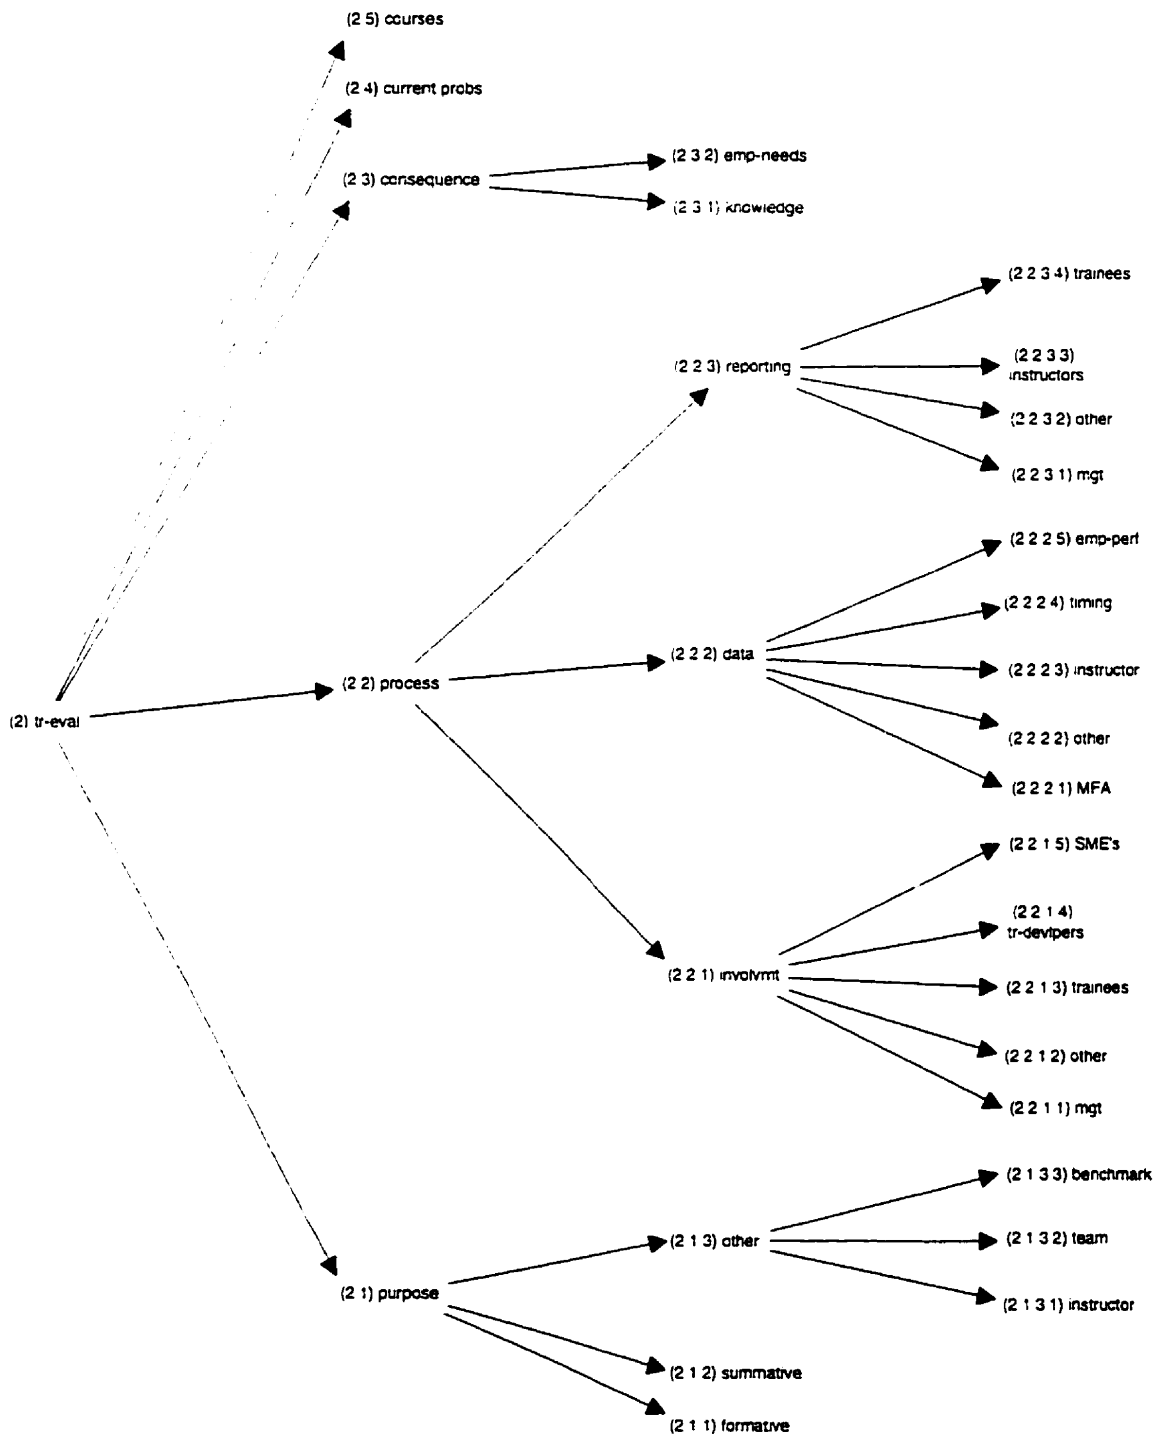 (2 5) courses
(2 4) current probs
(2 3) consequence
(2 3 2) emp-needs
(2 3 1) knowledge
(2 2 3 4) trainees
(2 2 3) reporting
(2 2 3 3)
instructors
(2 2 3 2) other
(2 2 3 1) mgt
(2 2 2 5) emp-perf
(2 2 2 4) timing
(2 2 2) data
(2 2 2 3) instructor
(2 2) process
(2) tr-eval
(2 2 2 2) other
(2 2 2 1) MFA
(2 2 1 5) SME's
(2 2 1 4)
tr-devlpers
(2 2 1) involvmt
(2 2 1 3) trainees
(2 2 1 2) other
(2 2 1 1) mgt
(2 1 3 3) benchmark
(2 1 3) other
(2 1 3 2) team
(2 1) purpose
(2 1 3 1) instructor
(2 1 2) summative
(2 1 1) formative